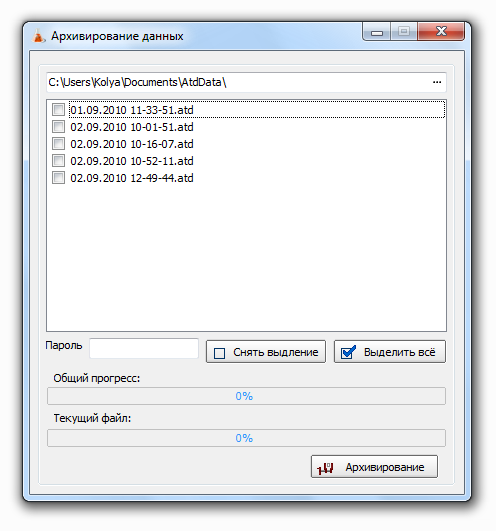 Архивирование данных
C:\Users\Kolya\Documents\AtdData\ ...
01.09.2010 11-33-51.atd
02.09.2010 10-01-51.atd
02.09.2010 10-16-07.atd
02.09.2010 10-52-11.atd
02.09.2010 12-49-44.atd
Пароль Снять выдление Выделить всё
Общий прогресс:
0%
Текущий файл:
0%
Архивирование